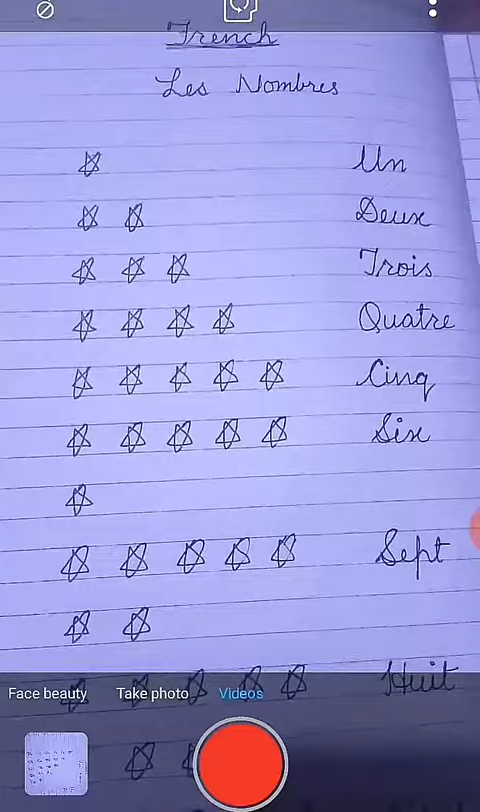 French
Les Nombres
Un
Deux
Trois
Quatre
Cinq
Six
Sept
Huit
Face beauty Take photo Videos